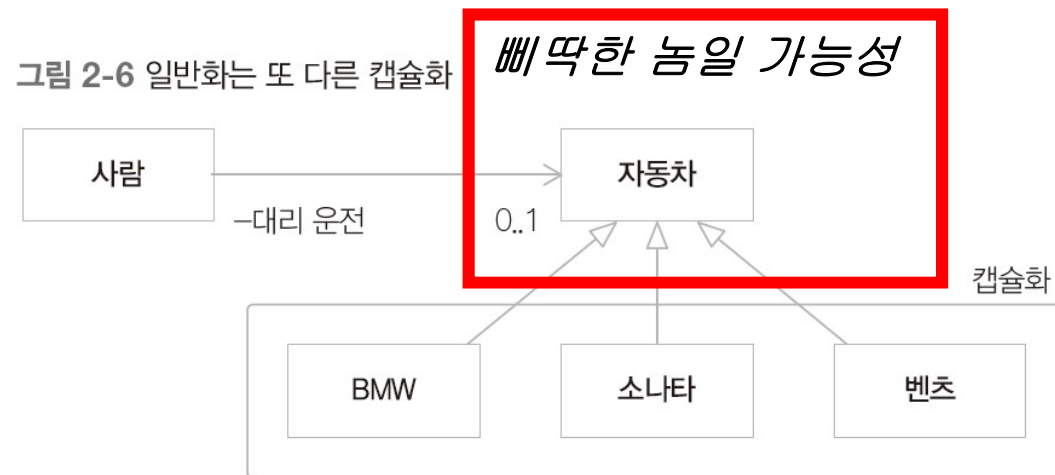 삐딱한 놈일 가능성
그림 2-6 일반화는 또 다른 캡슐화
사람
자동차
-대리 운전
0..1
캡슐화
BMW
소나타
벤츠